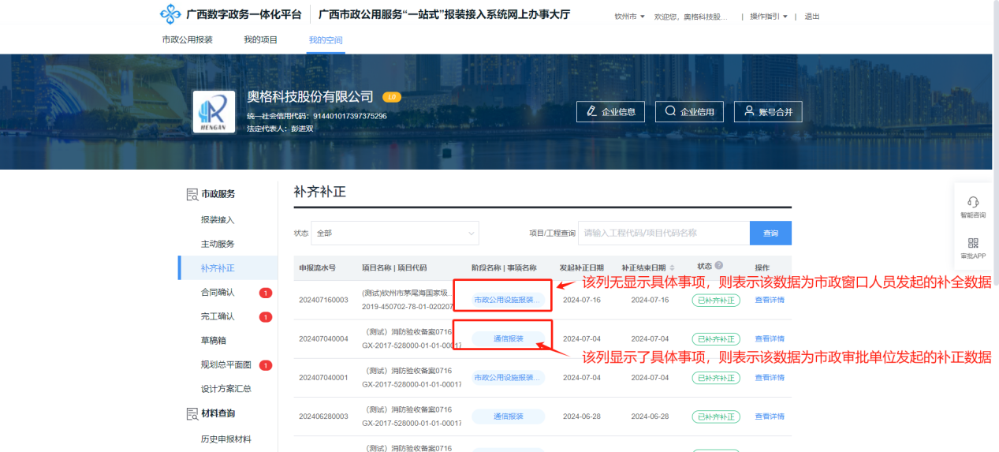 广西数字政务一体化平台 广西市政公用服务“一站式”报装接入系统网上办事大厅
钦州市 欢迎您，奥格科技股... | 操作指引 | 退出
市政公用报装 我的项目 我的空间
奥格科技股份有限公司 L0
统一社会信用代码：914401017397375296
法定代表人：彭进双
HENGAN
企业信息 企业信用 账号合并
市政服务
报装接入
主动服务
补齐补正
合同确认 1
完工确认 1
草稿箱
规划总平面图 1
设计方案汇总
材料查询
历史申报材料
补齐补正
状态 全部 项目/工程查询 请输入工程代码/项目代码名称 查询
申报流水号 项目名称 | 项目代码 阶段名称 | 事项名称 发起补正日期 补正结束日期 状态 操作
该列无显示具体事项，则表示该数据为市政窗口人员发起的补全数据
202407160003 (测试)钦州市茅尾海国家级... 市政公用设施报装... 2024-07-16 2024-07-16 已补齐补正 查看详情
2019-450702-78-01-020207
202407040004 （测试）消防验收备案0716 通信报装 2024-07-04 2024-07-04 已补齐补正 查看详情
GX-2017-528000-01-01-00017
该列显示了具体事项，则表示该数据为市政审批单位发起的补正数据
202407040001 （测试）消防验收备案0716 市政公用设施报装... 2024-07-04 2024-07-04 已补齐补正 查看详情
GX-2017-528000-01-01-00017
202406280003 （测试）消防验收备案0716 通信报装 2024-06-28 2024-06-28 已补齐补正 查看详情
GX-2017-528000-01-01-00017
（测试）消防验收备案0716
智能咨询
审批APP